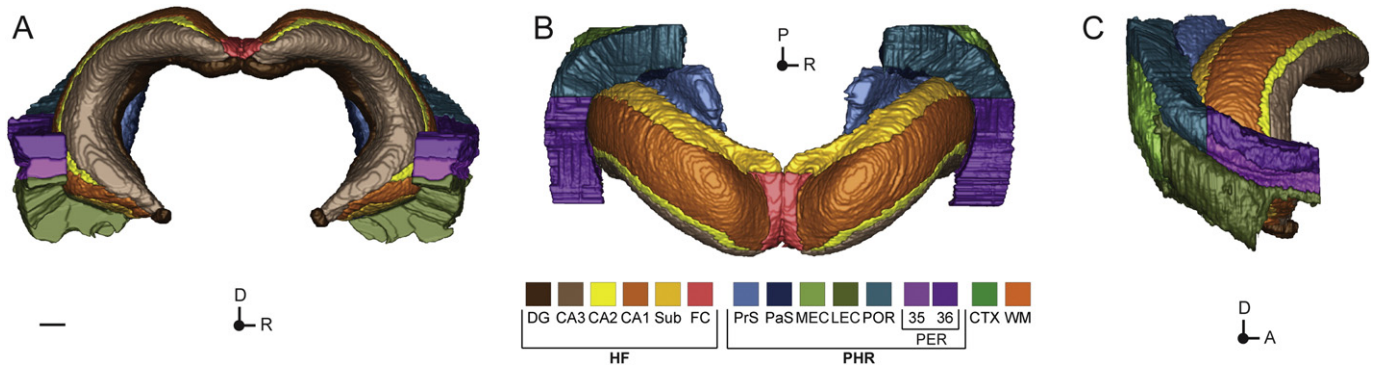 A
B
C
P
R
D
R
D
A
DG CA3 CA2 CA1 Sub FC PrS PaS MEC LEC POR 35 36 CTX WM
PER
HF PHR